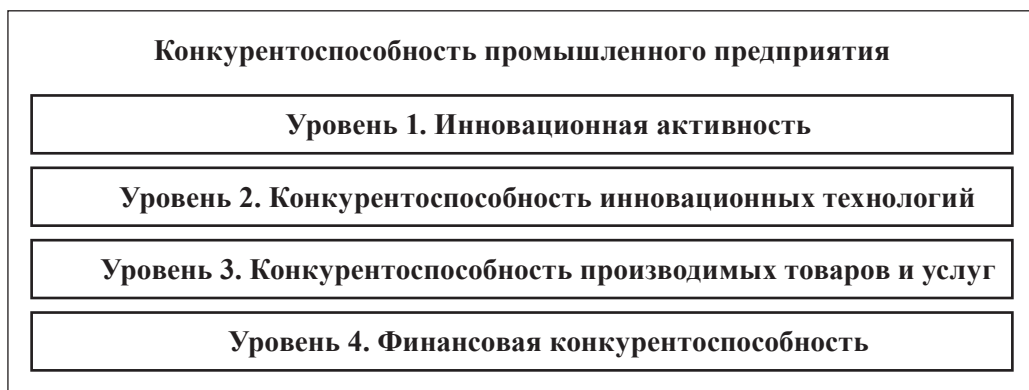 Конкурентоспособность промышленного предприятия
Уровень 1. Инновационная активность
Уровень 2. Конкурентоспособность инновационных технологий
Уровень 3. Конкурентоспособность производимых товаров и услуг
Уровень 4. Финансовая конкурентоспособность